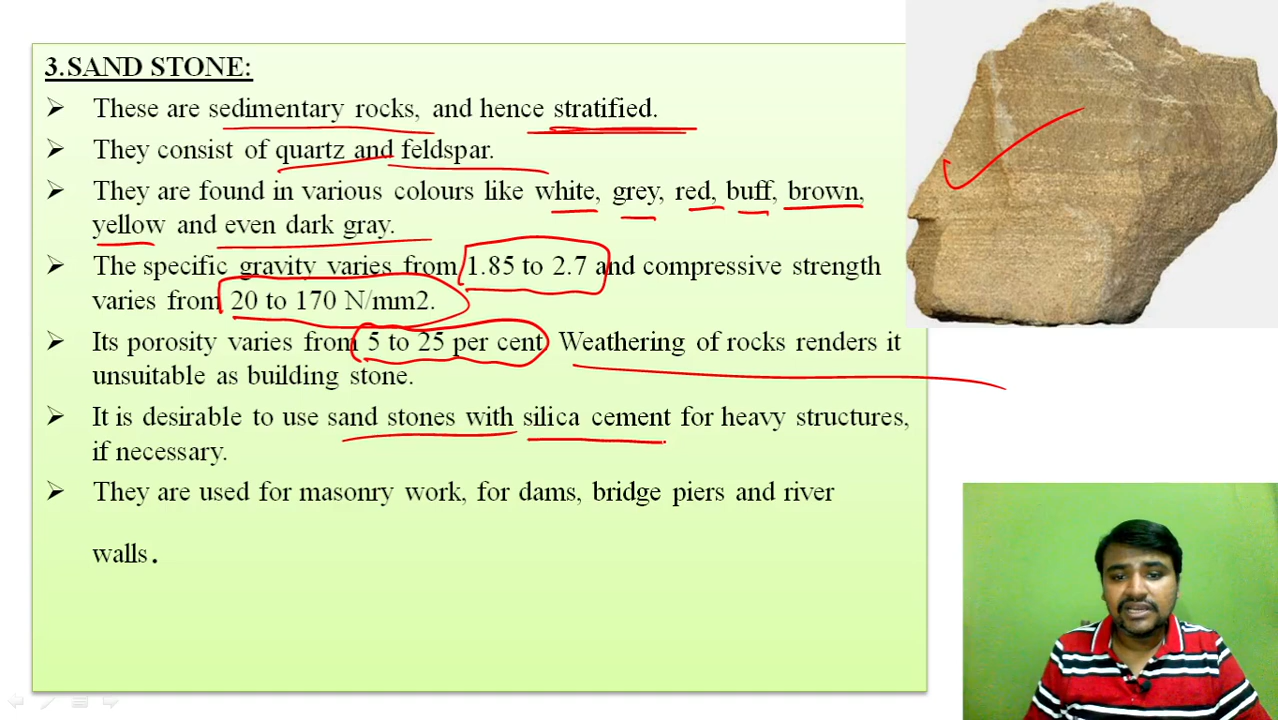 3.SAND STONE:
➢ These are sedimentary rocks, and hence stratified.
➢ They consist of quartz and feldspar.
➢ They are found in various colours like white, grey, red, buff, brown,
yellow and even dark gray.
➢ The specific gravity varies from 1.85 to 2.7 and compressive strength
varies from 20 to 170 N/mm2.
➢ Its porosity varies from 5 to 25 per cent Weathering of rocks renders it
unsuitable as building stone.
➢ It is desirable to use sand stones with silica cement for heavy structures,
if necessary.
➢ They are used for masonry work, for dams, bridge piers and river
walls.